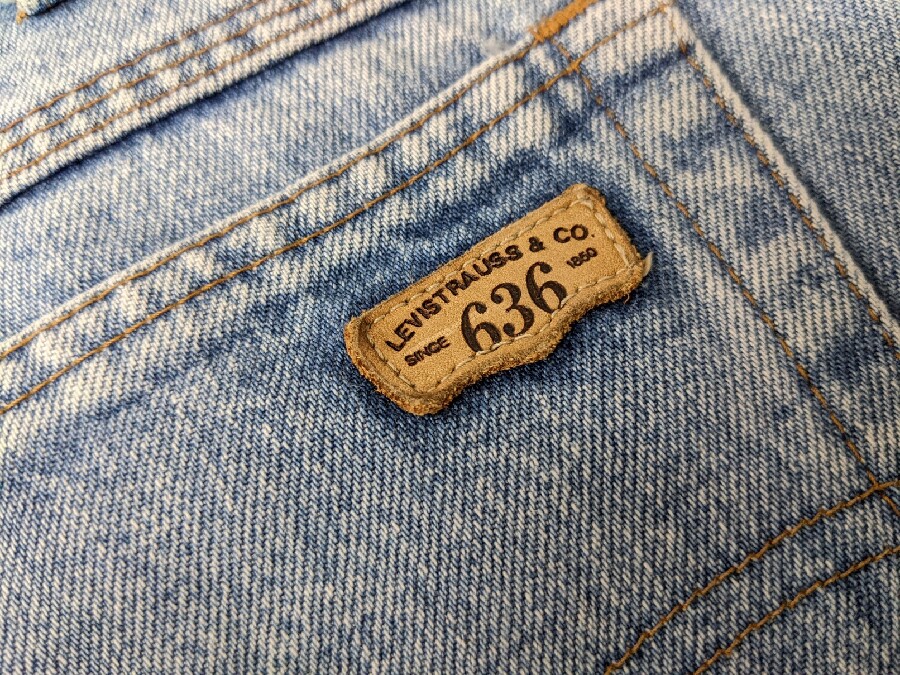 LEVISTRAUSS & CO.
SINCE 636 1850